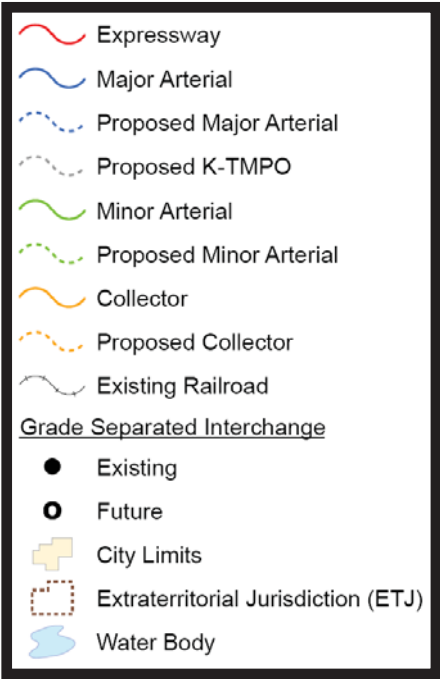 Expressway
Major Arterial
Proposed Major Arterial
Proposed K-TMPO
Minor Arterial
Proposed Minor Arterial
Collector
Proposed Collector
Existing Railroad
Grade Separated Interchange
Existing
Future
City Limits
Extraterritorial Jurisdiction (ETJ)
Water Body